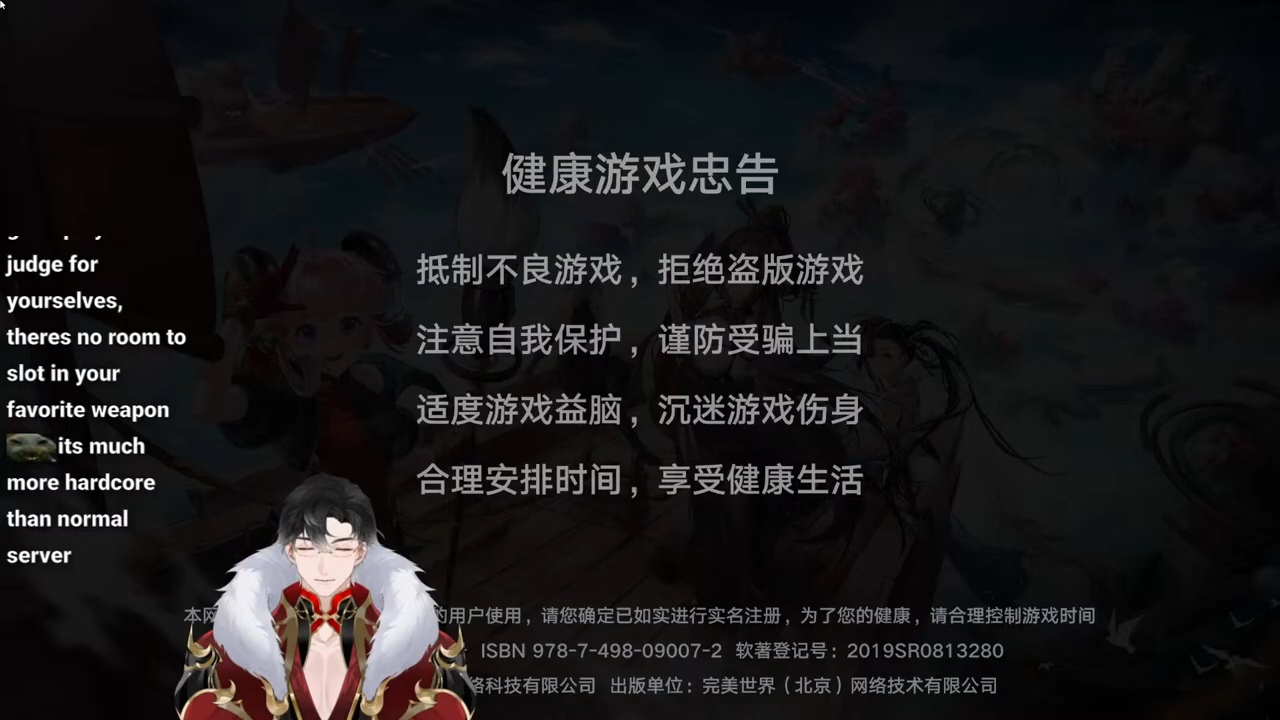 健康游戏忠告
抵制不良游戏，拒绝盗版游戏
注意自我保护，谨防受骗上当
适度游戏益脑，沉迷游戏伤身
合理安排时间，享受健康生活
judge for
yourselves,
theres no room to
slot in your
favorite weapon
its much
more hardcore
than normal
server
本网
的用户使用，请您确定已如实进行实名注册，为了您的健康，请合理控制游戏时间
ISBN 978-7-498-09007-2 软著登记号：2019SR0813280
络科技有限公司 出版单位：完美世界（北京）网络技术有限公司